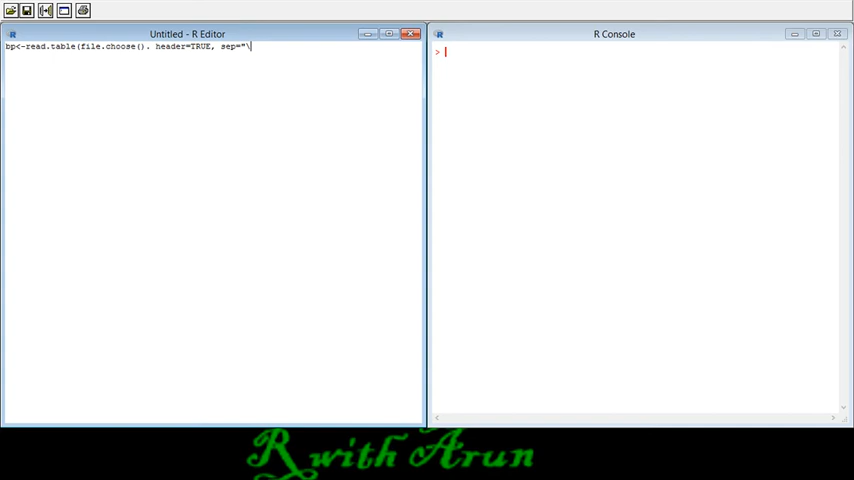 Untitled - R Editor
bp<-read.table(file.choose(). header=TRUE, sep="\
R Console
>
R with Arun